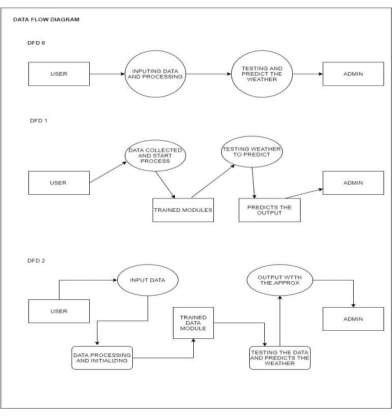 DATA FLOW DIAGRAM
DFD 0
USER
INPUTING DATA
AND PROCESSING
TESTING AND
PREDICT THE
WEATHER
ADMIN
DFD 1
DATA COLLECTED
AND START
PROCESS
TESTING WEATHER
TO PREDICT
USER
ADMIN
TRAINED MODULES
PREDICTS THE
OUTPUT
DFD 2
INPUT DATA
OUTPUT WTTH
THE APPROX
USER
TRAINED
DATA
MODULE
ADMIN
DATA PROCESSING
AND INITIALIZING
TESTING THE DATA
AND PREDICTS THE
WEATHER